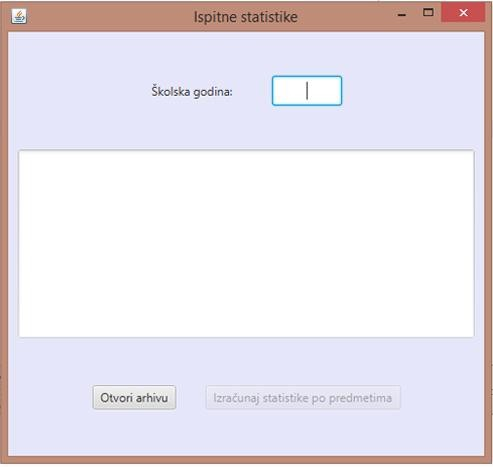 Ispitne statistike
Školska godina:
Otvori arhivu
Izračunaj statistike po predmetima